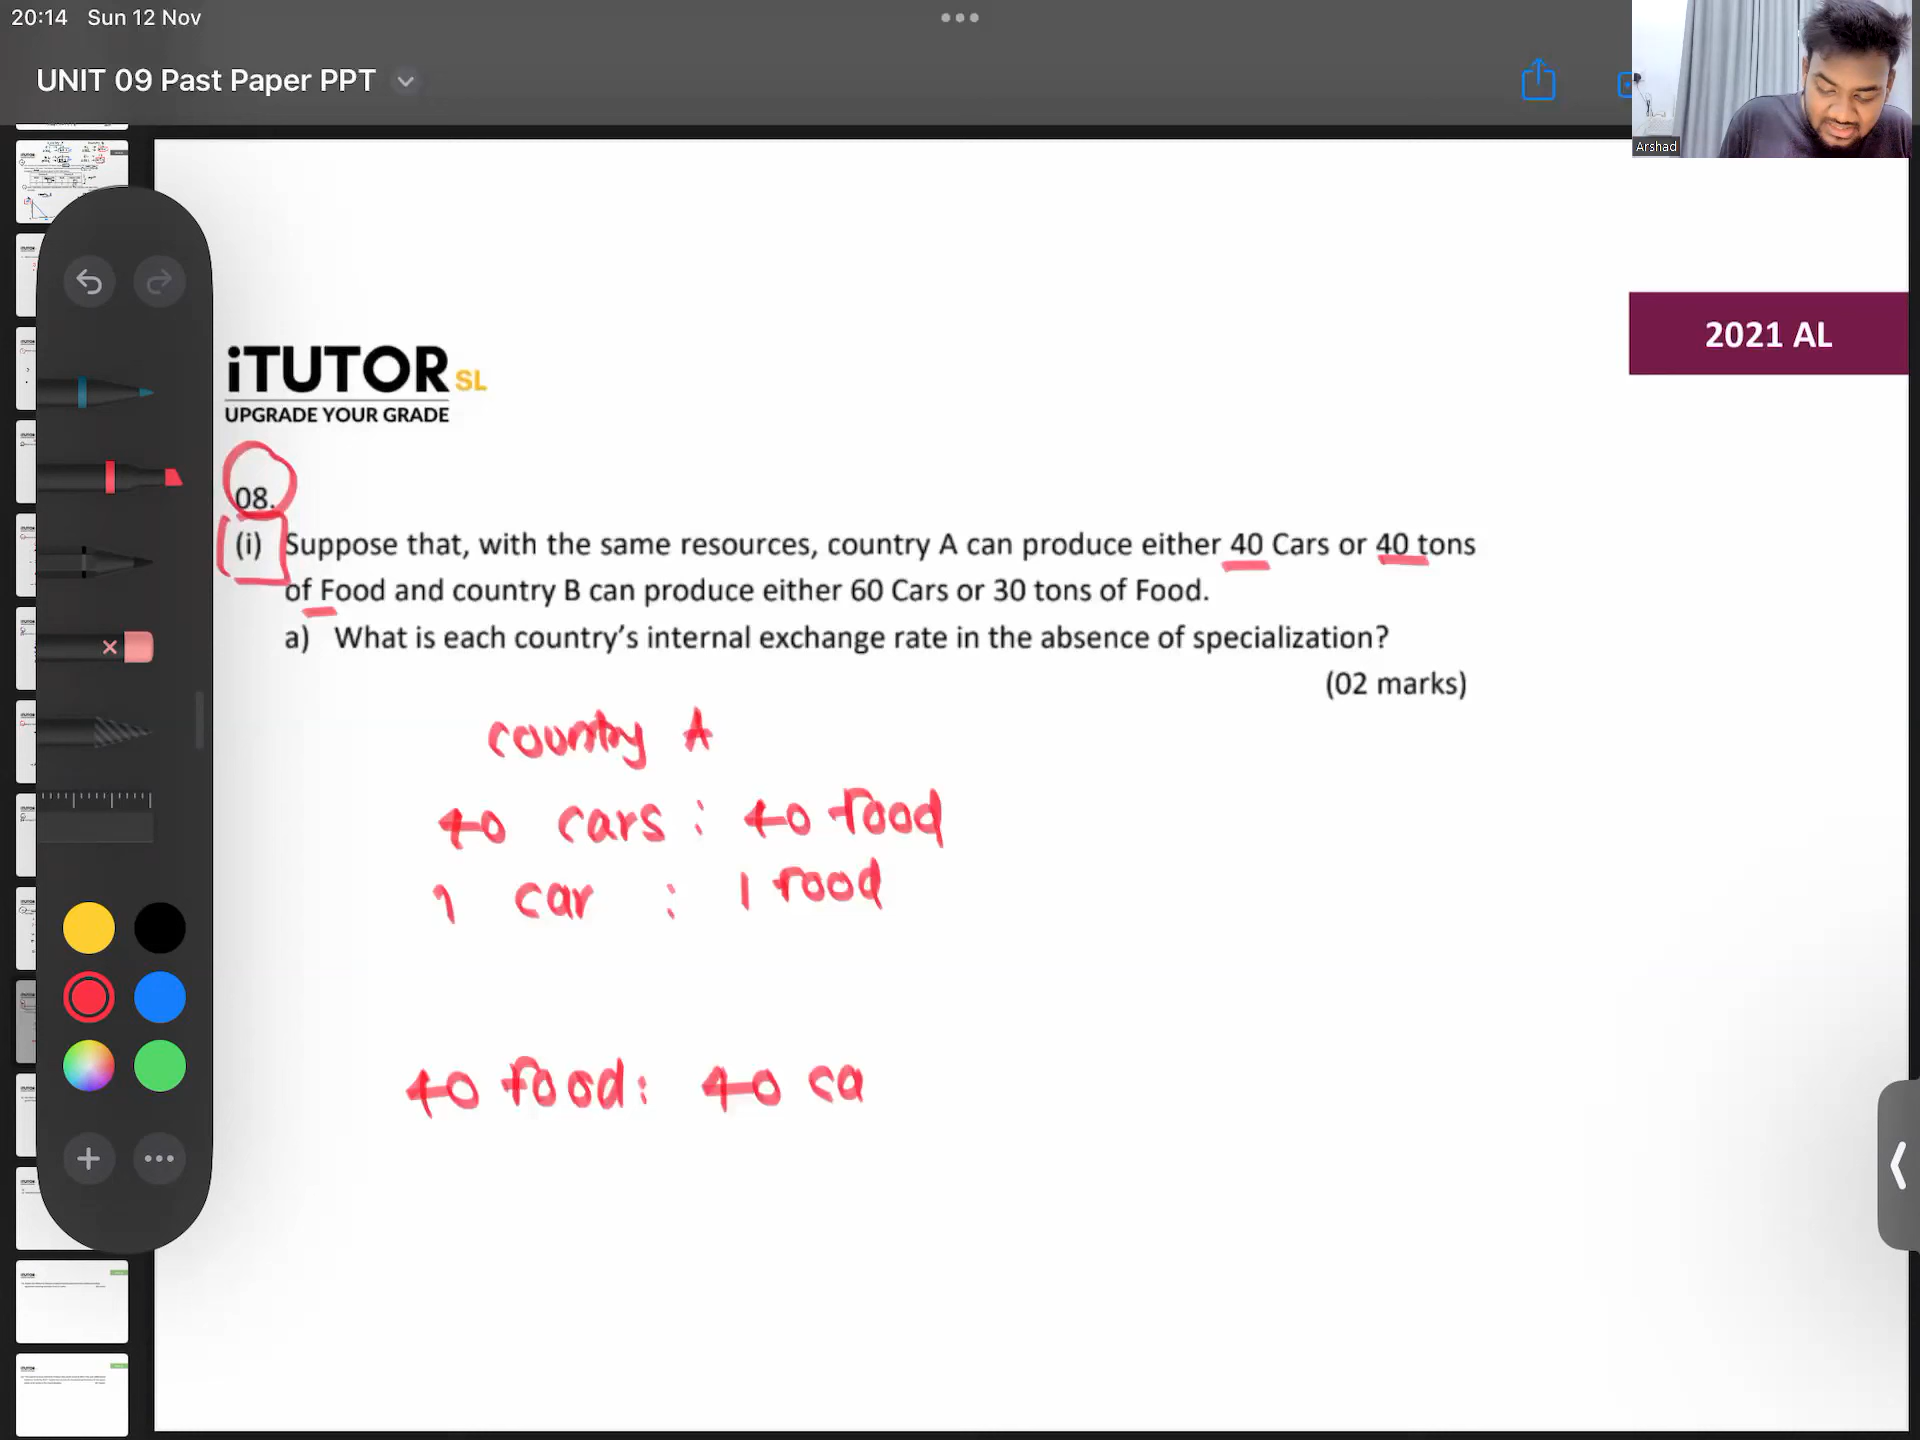 20:14 Sun 12 Nov
UNIT 09 Past Paper PPT
Arshad
2021 AL
iTUTOR SL
UPGRADE YOUR GRADE
08.
(i) Suppose that, with the same resources, country A can produce either 40 Cars or 40 tons
of Food and country B can produce either 60 Cars or 30 tons of Food.
a) What is each country's internal exchange rate in the absence of specialization?
(02 marks)
country A
40 cars : 40 food
1 car : 1 food
40 food : 40 ca